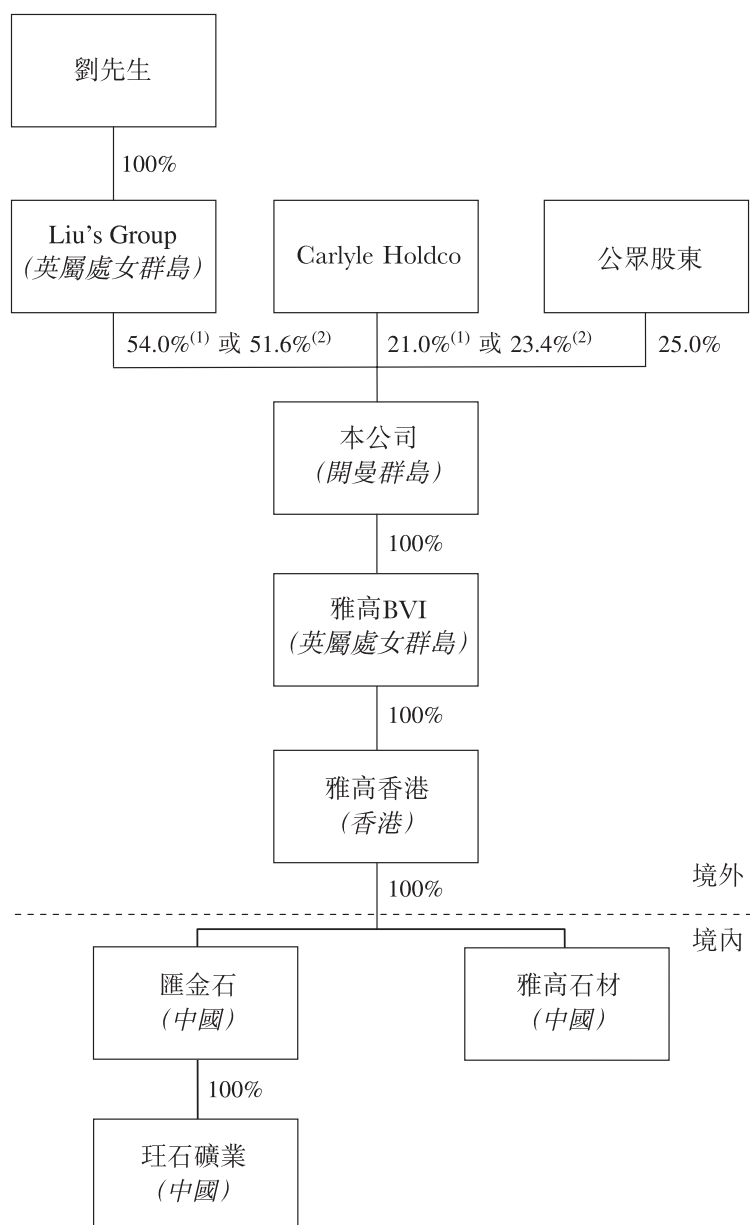 劉先生
100%
Liu's Group
(英屬處女群島)
Carlyle Holdco
公眾股東
54.0%(1) 或 51.6%(2)
21.0%(1) 或 23.4%(2)
25.0%
本公司
(開曼群島)
100%
雅高BVI
(英屬處女群島)
100%
雅高香港
(香港)
100%
境外
境內
匯金石
(中國)
雅高石材
(中國)
100%
玨石礦業
(中國)